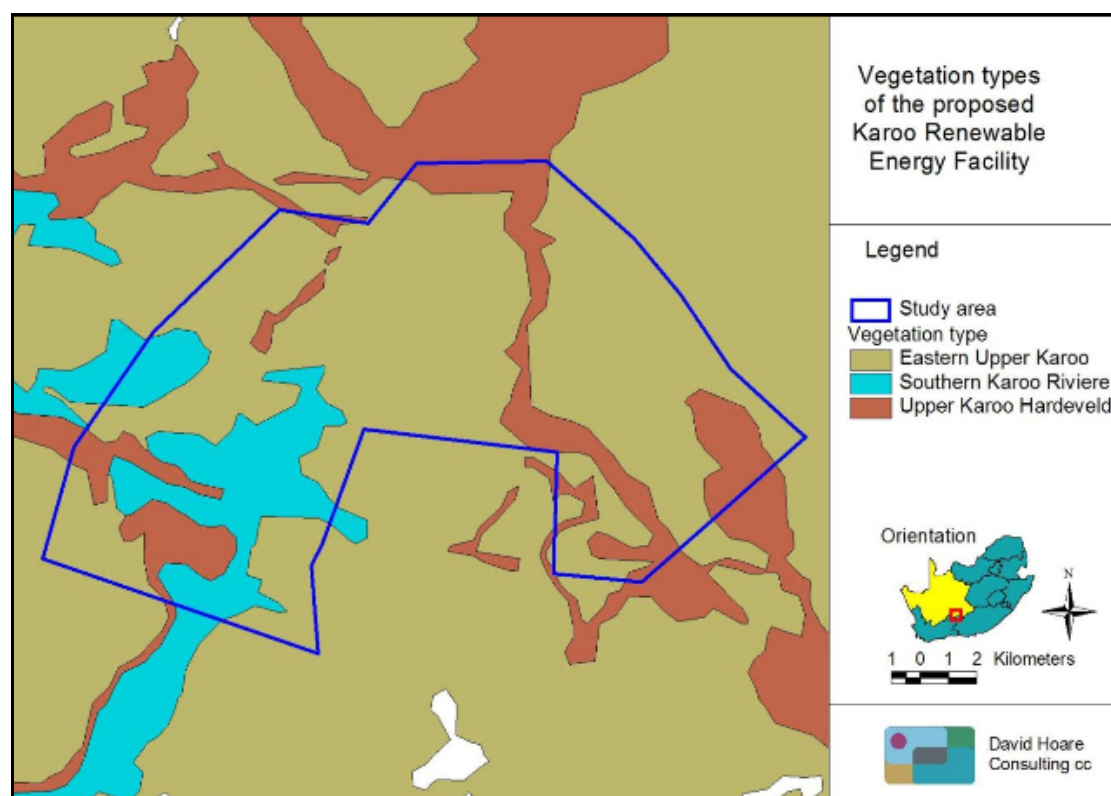 Vegetation types
of the proposed
Karoo Renewable
Energy Facility
Legend
Study area
Vegetation type
Eastern Upper Karoo
Southern Karoo Riviere
Upper Karoo Hardeveld
Orientation
N
1 0 1 2 Kilometers
David Hoare
Consulting cc